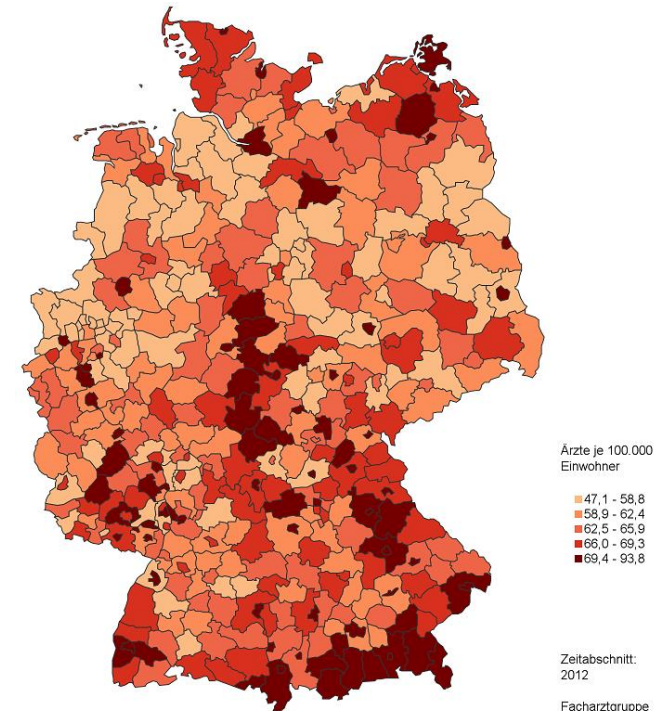 Ärzte je 100.000
Einwohner
47,1 - 58,8
58,9 - 62,4
62,5 - 65,9
66,0 - 69,3
69,4 - 93,8
Zeitabschnitt:
2012
Facharztgruppe